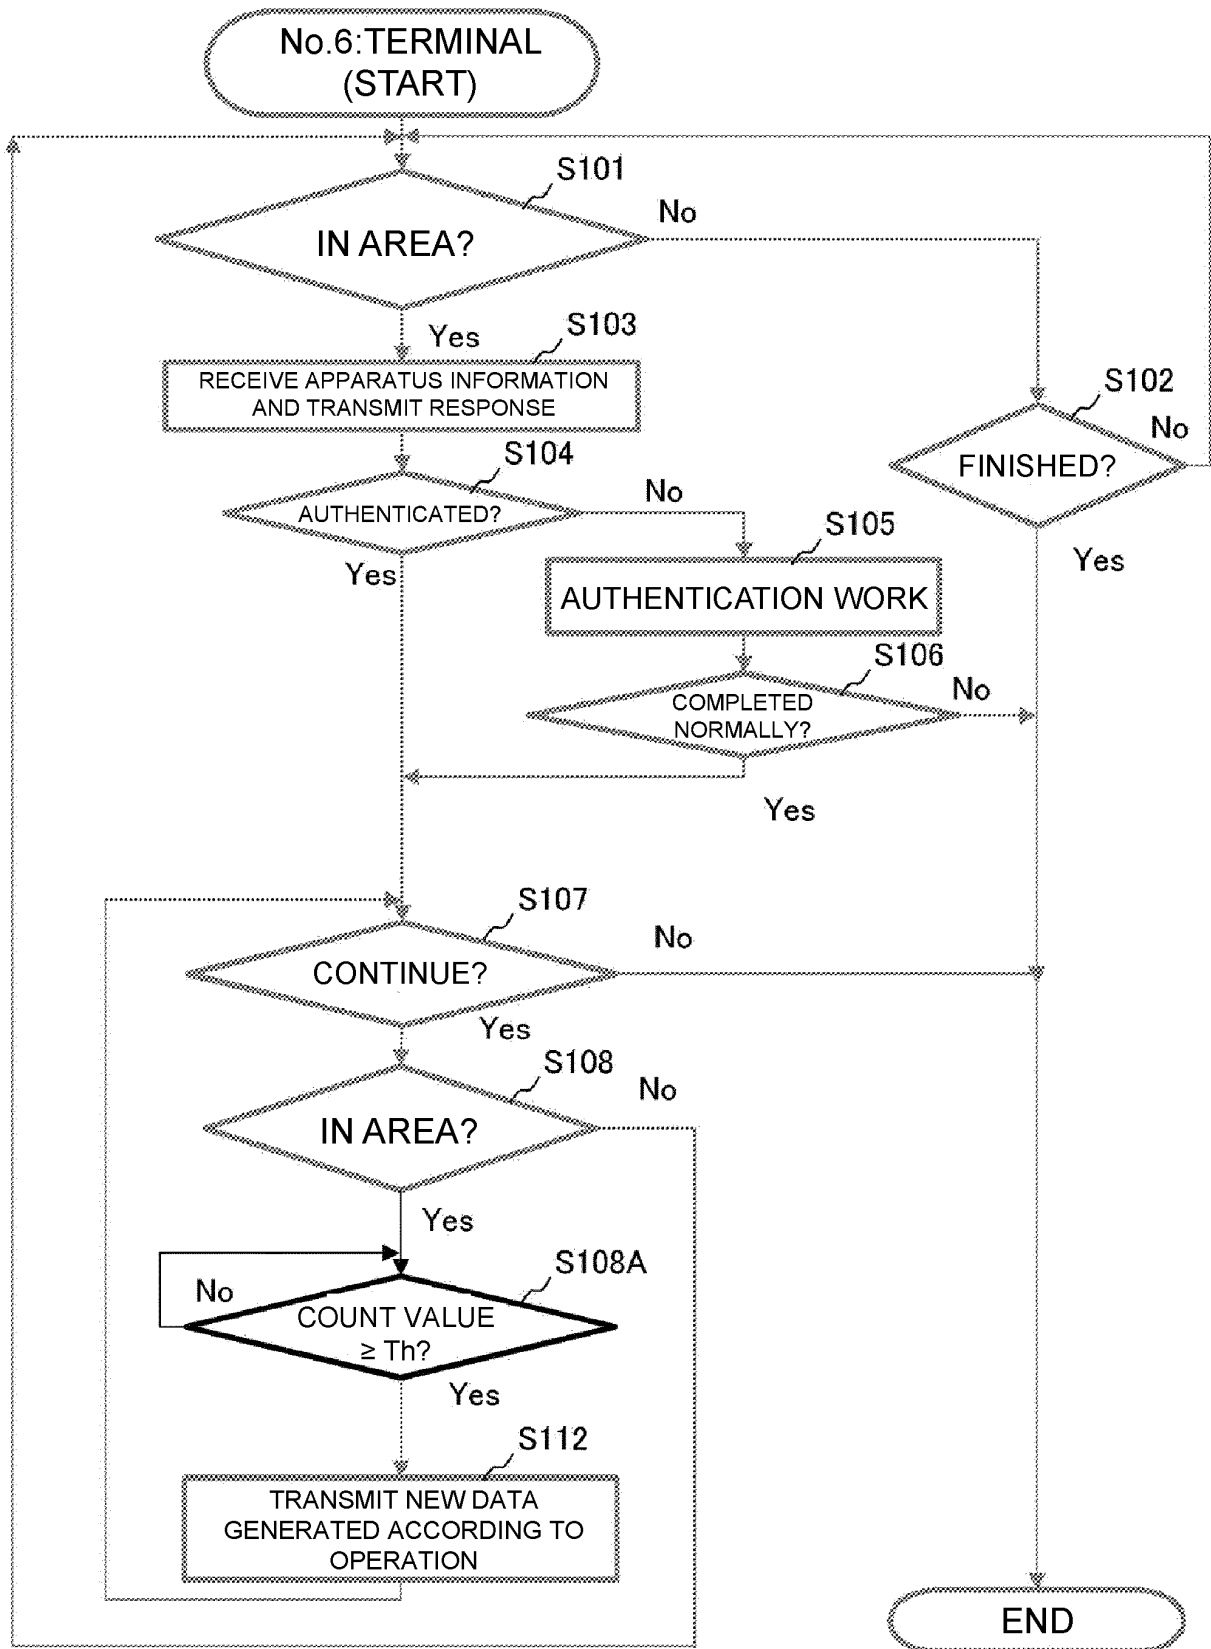 No.6:TERMINAL
(START)
S101
No
IN AREA?
Yes
S103
RECEIVE APPARATUS INFORMATION
AND TRANSMIT RESPONSE
S102
No
FINISHED?
Yes
S104
No
AUTHENTICATED?
Yes
S105
AUTHENTICATION WORK
S106
No
COMPLETED
NORMALLY?
Yes
S107
No
CONTINUE?
Yes
S108
No
IN AREA?
Yes
S108A
No
COUNT VALUE
≥ Th?
Yes
S112
TRANSMIT NEW DATA
GENERATED ACCORDING TO
OPERATION
END